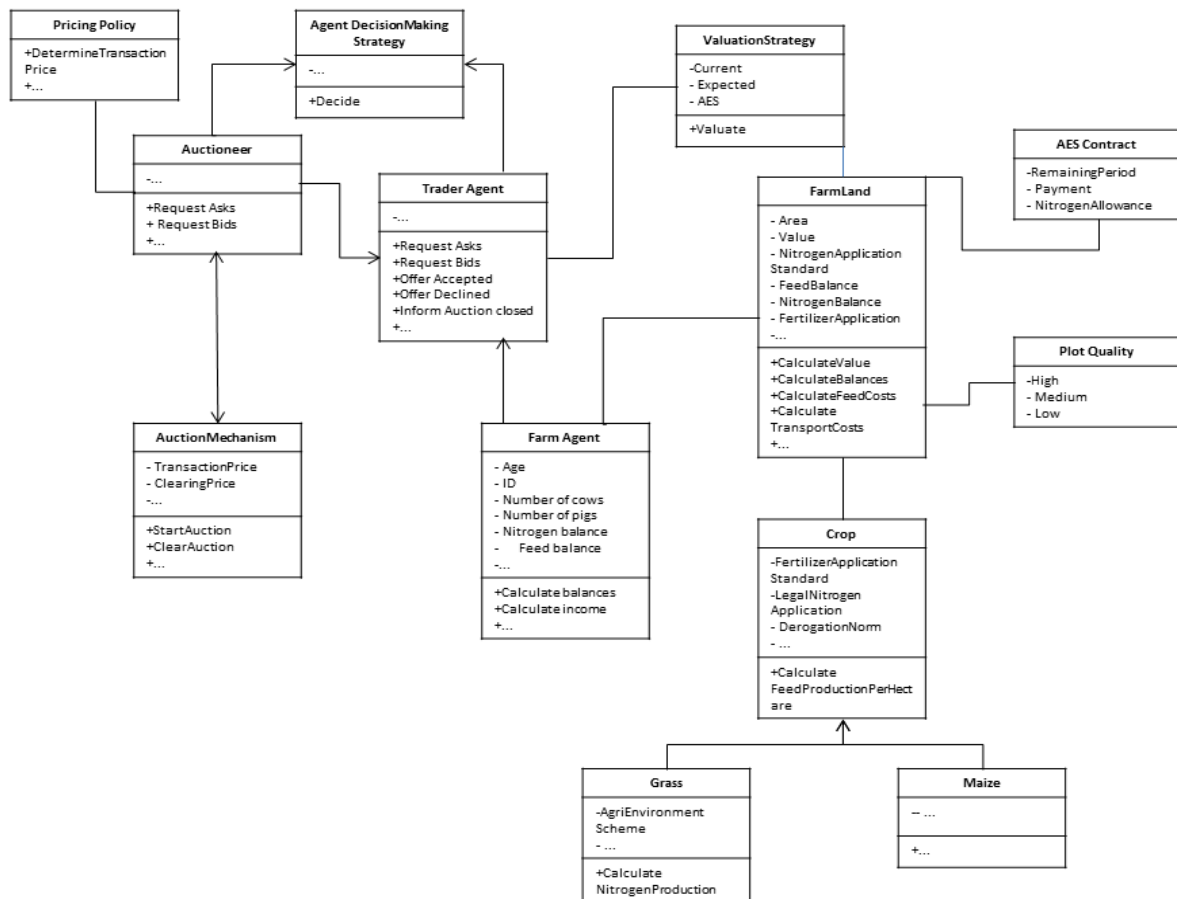 Pricing Policy
+DetermineTransaction
Price
+...
Agent DecisionMaking
Strategy
-...
+Decide
ValuationStrategy
-Current
- Expected
- AES
+Valuate
Auctioneer
-...
+Request Asks
+ Request Bids
+...
Trader Agent
-...
+Request Asks
+Request Bids
+Offer Accepted
+Offer Declined
+Inform Auction closed
+...
AES Contract
-RemainingPeriod
- Payment
- NitrogenAllowance
FarmLand
- Area
- Value
- NitrogenApplication
Standard
- FeedBalance
- NitrogenBalance
- FertilizerApplication
-...
+CalculateValue
+CalculateBalances
+CalculateFeedCosts
+Calculate
TransportCosts
+...
Plot Quality
-High
- Medium
- Low
AuctionMechanism
- TransactionPrice
- ClearingPrice
-...
+StartAuction
+ClearAuction
+...
Farm Agent
- Age
- ID
- Number of cows
- Number of pigs
- Nitrogen balance
- Feed balance
-...
+Calculate balances
+Calculate income
+...
Crop
-FertilizerApplication
Standard
-LegalNitrogen
Application
- DerogationNorm
- ...
+Calculate
FeedProductionPerHect
are
Grass
-AgriEnvironment
Scheme
- ...
+Calculate
NitrogenProduction
Maize
-- ...
+...